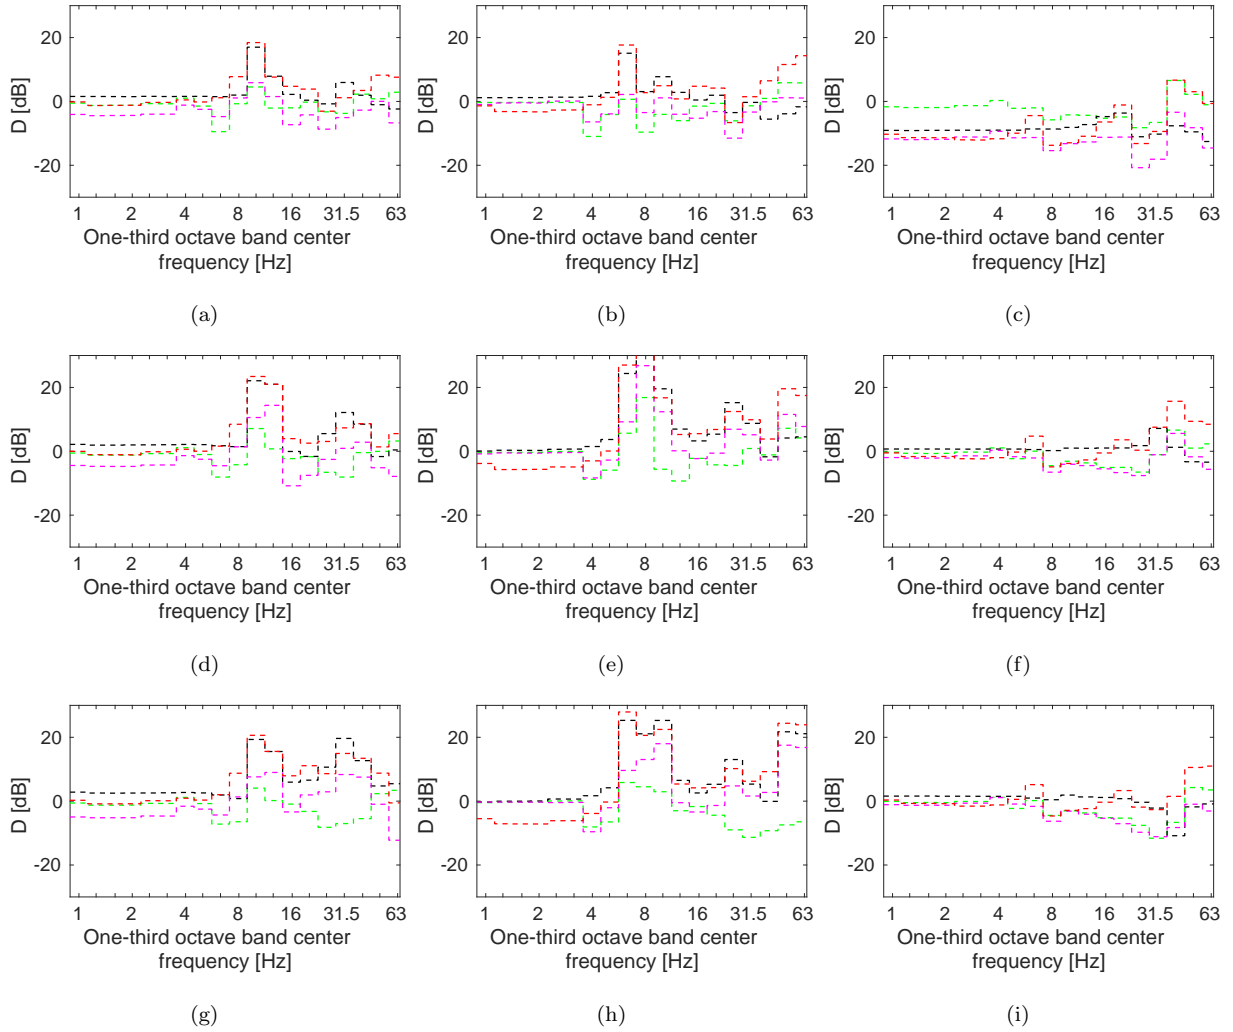 20
0
-20
D [dB]
1 2 4 8 16 31.5 63
One-third octave band center
frequency [Hz]
(a)
20
0
-20
D [dB]
1 2 4 8 16 31.5 63
One-third octave band center
frequency [Hz]
(b)
20
0
-20
D [dB]
1 2 4 8 16 31.5 63
One-third octave band center
frequency [Hz]
(c)
20
0
-20
D [dB]
1 2 4 8 16 31.5 63
One-third octave band center
frequency [Hz]
(d)
20
0
-20
D [dB]
1 2 4 8 16 31.5 63
One-third octave band center
frequency [Hz]
(e)
20
0
-20
D [dB]
1 2 4 8 16 31.5 63
One-third octave band center
frequency [Hz]
(f)
20
0
-20
D [dB]
1 2 4 8 16 31.5 63
One-third octave band center
frequency [Hz]
(g)
20
0
-20
D [dB]
1 2 4 8 16 31.5 63
One-third octave band center
frequency [Hz]
(h)
20
0
-20
D [dB]
1 2 4 8 16 31.5 63
One-third octave band center
frequency [Hz]
(i)